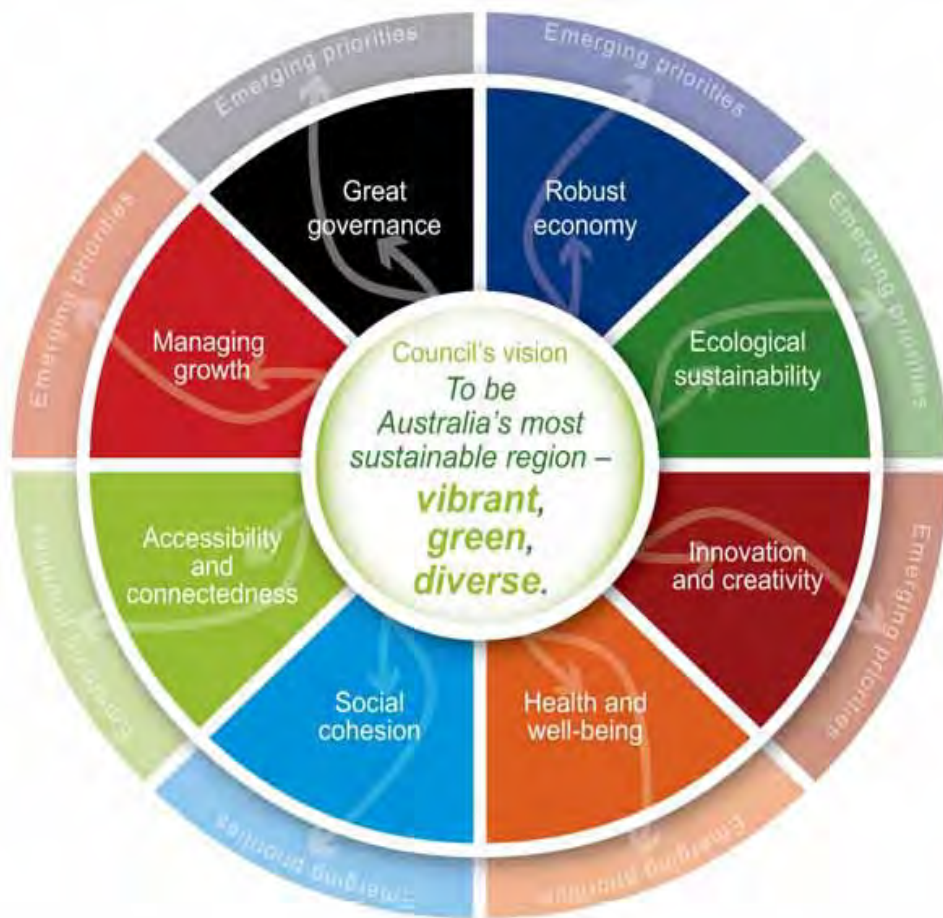 Emerging priorities
Emerging priorities
Emerging priorities
Emerging priorities
Emerging priorities
Emerging priorities
Emerging priorities
Emerging priorities
Great
governance
Robust
economy
Ecological
sustainability
Innovation
and creativity
Health and
well-being
Social
cohesion
Accessibility
and
connectedness
Managing
growth
Council's vision
To be
Australia's most
sustainable region –
vibrant,
green,
diverse.